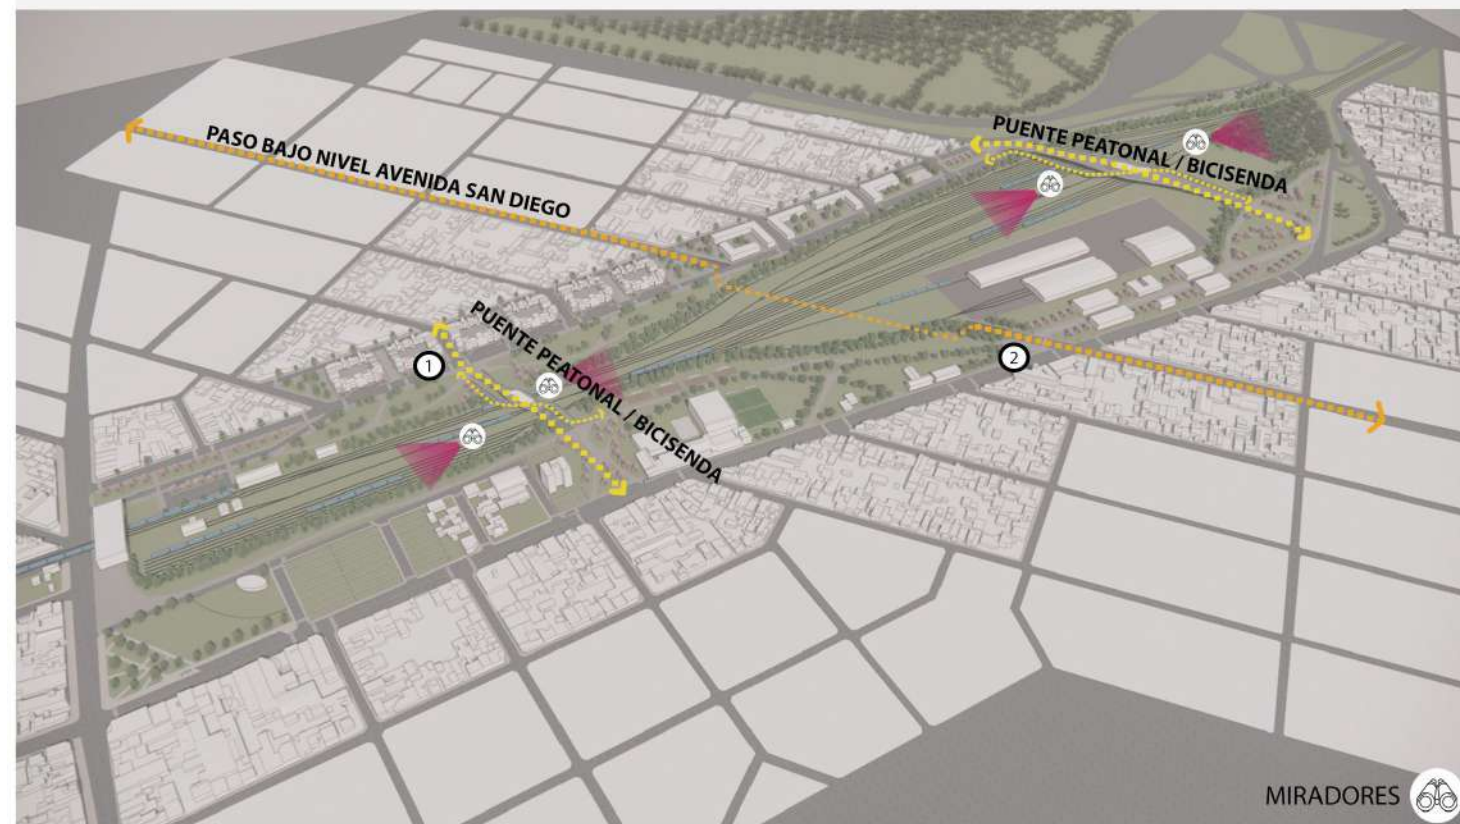 PUENTE PEATONAL / BICISENDA
PASO BAJO NIVEL AVENIDA SAN DIEGO
PUENTE PEATONAL / BICISENDA
1
2
MIRADORES